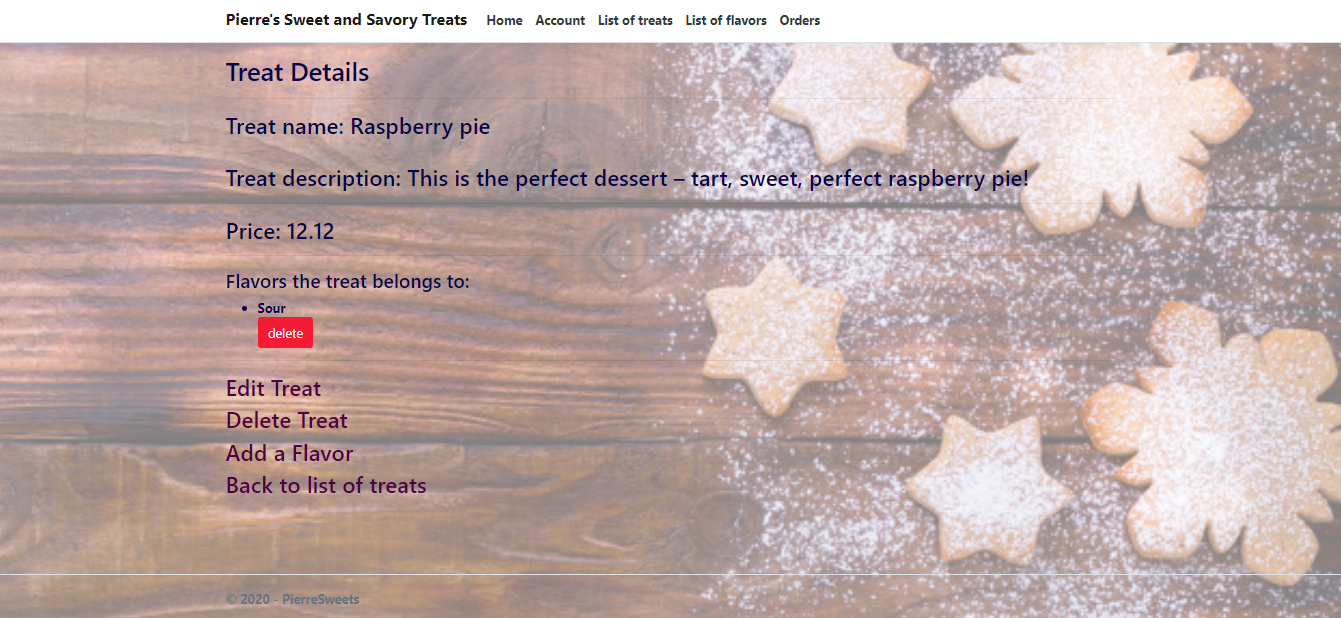 Pierre's Sweet and Savory Treats Home Account List of treats List of flavors Orders
Treat Details
Treat name: Raspberry pie
Treat description: This is the perfect dessert – tart, sweet, perfect raspberry pie!
Price: 12.12
Flavors the treat belongs to:
• Sour
delete
Edit Treat
Delete Treat
Add a Flavor
Back to list of treats
© 2020 - PierreSweets